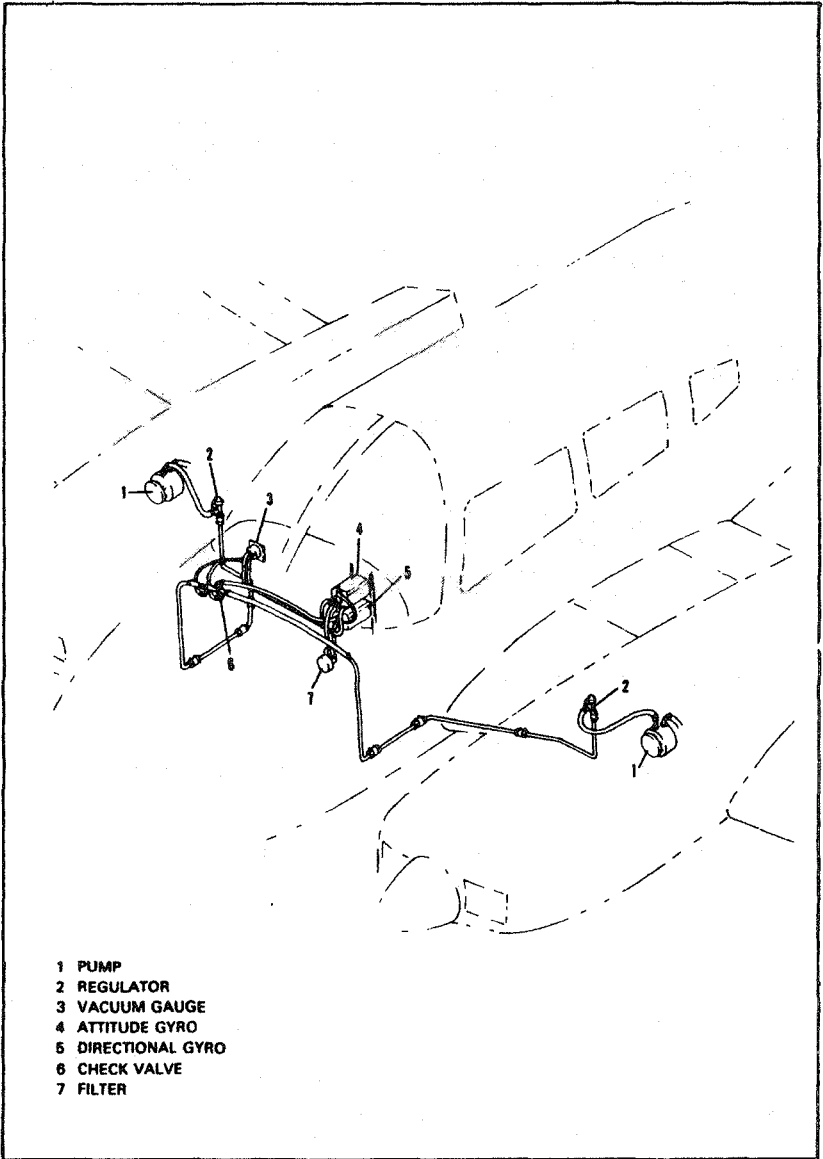 2
1
3
4
5
6
7
2
1
1 PUMP
2 REGULATOR
3 VACUUM GAUGE
4 ATTITUDE GYRO
5 DIRECTIONAL GYRO
6 CHECK VALVE
7 FILTER